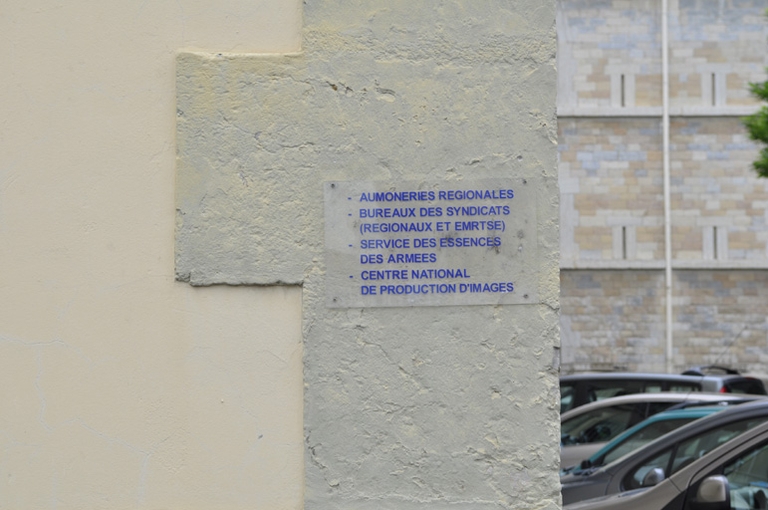 - AUMONERIES REGIONALES
- BUREAUX DES SYNDICATS
(REGIONAUX ET EMRTSE)
- SERVICE DES ESSENCES
DES ARMEES
- CENTRE NATIONAL
DE PRODUCTION D'IMAGES